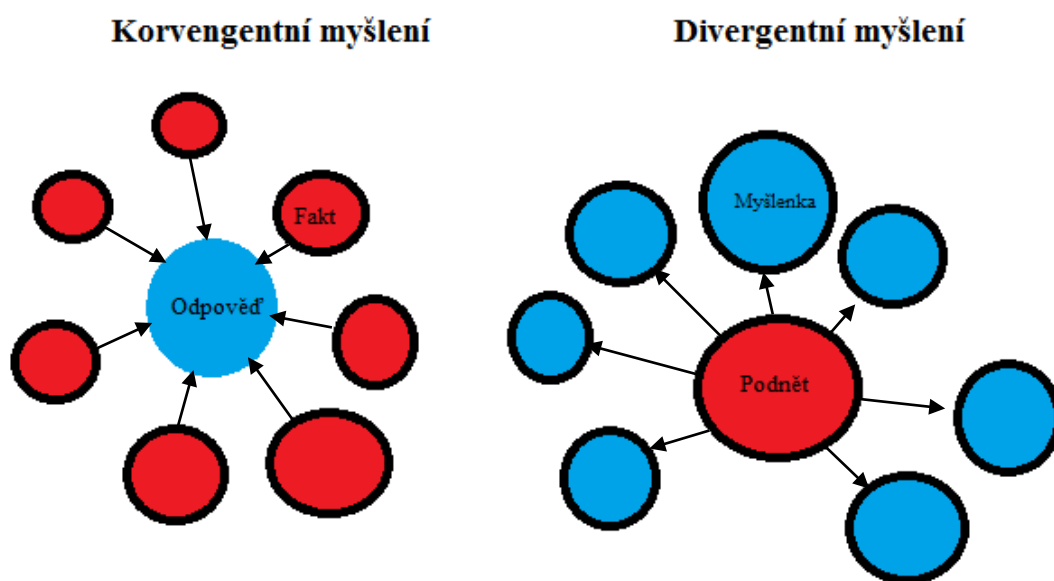 Korvengentní myšlení
Divergentní myšlení
Fakt
Odpověď
Myšlenka
Podnět